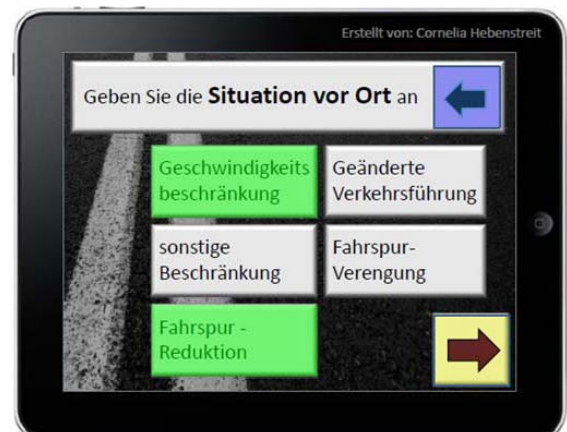 Erstellt von: Cornelia Hebenstreit
Geben Sie die Situation vor Ort an
Geschwindigkeits
beschränkung
Geänderte
Verkehrsführung
sonstige
Beschränkung
Fahrspur-
Verengung
Fahrspur -
Reduktion